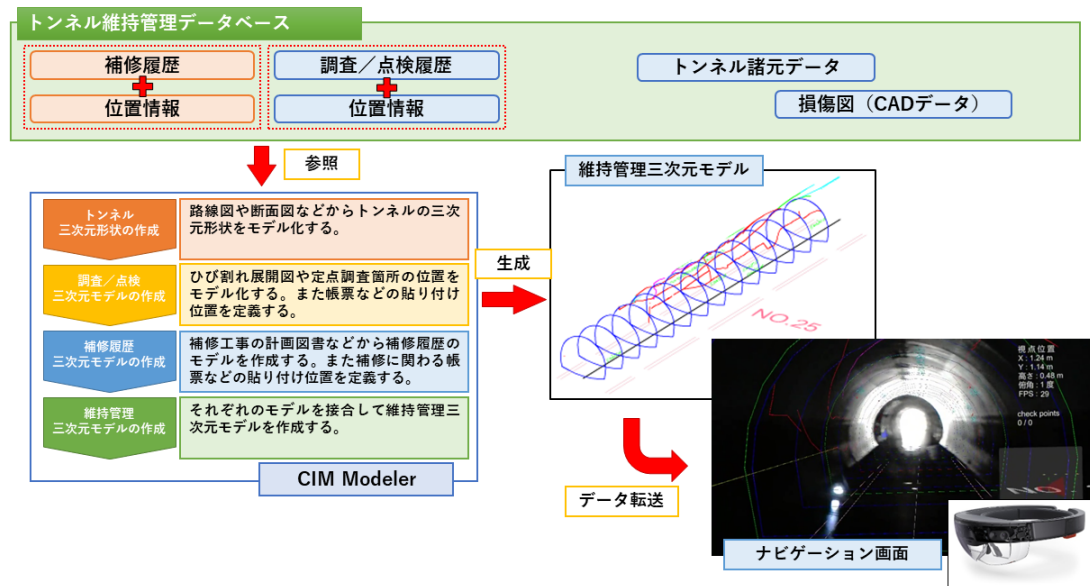 トンネル維持管理データベース
補修履歴
位置情報
調査／点検履歴
位置情報
トンネル諸元データ
損傷図（CADデータ）
参照
トンネル
三次元形状の作成
路線図や断面図などからトンネルの三次
元形状をモデル化する。
調査／点検
三次元モデルの作成
ひび割れ展開図や定点調査箇所の位置を
モデル化する。また帳票などの貼り付け
位置を定義する。
補修履歴
三次元モデルの作成
補修工事の計画図書などから補修履歴の
モデルを作成する。また補修に関わる帳
票などの貼り付け位置を定義する。
維持管理
三次元モデルの作成
それぞれのモデルを接合して維持管理三
次元モデルを作成する。
CIM Modeler
生成
維持管理三次元モデル
NO.25
データ転送
視点位置
X : 1.24 m
Y : 1.14 m
高さ : 0.48 m
俯角 : 1 度
FPS : 29
check points
0 / 0
NO
ナビゲーション画面